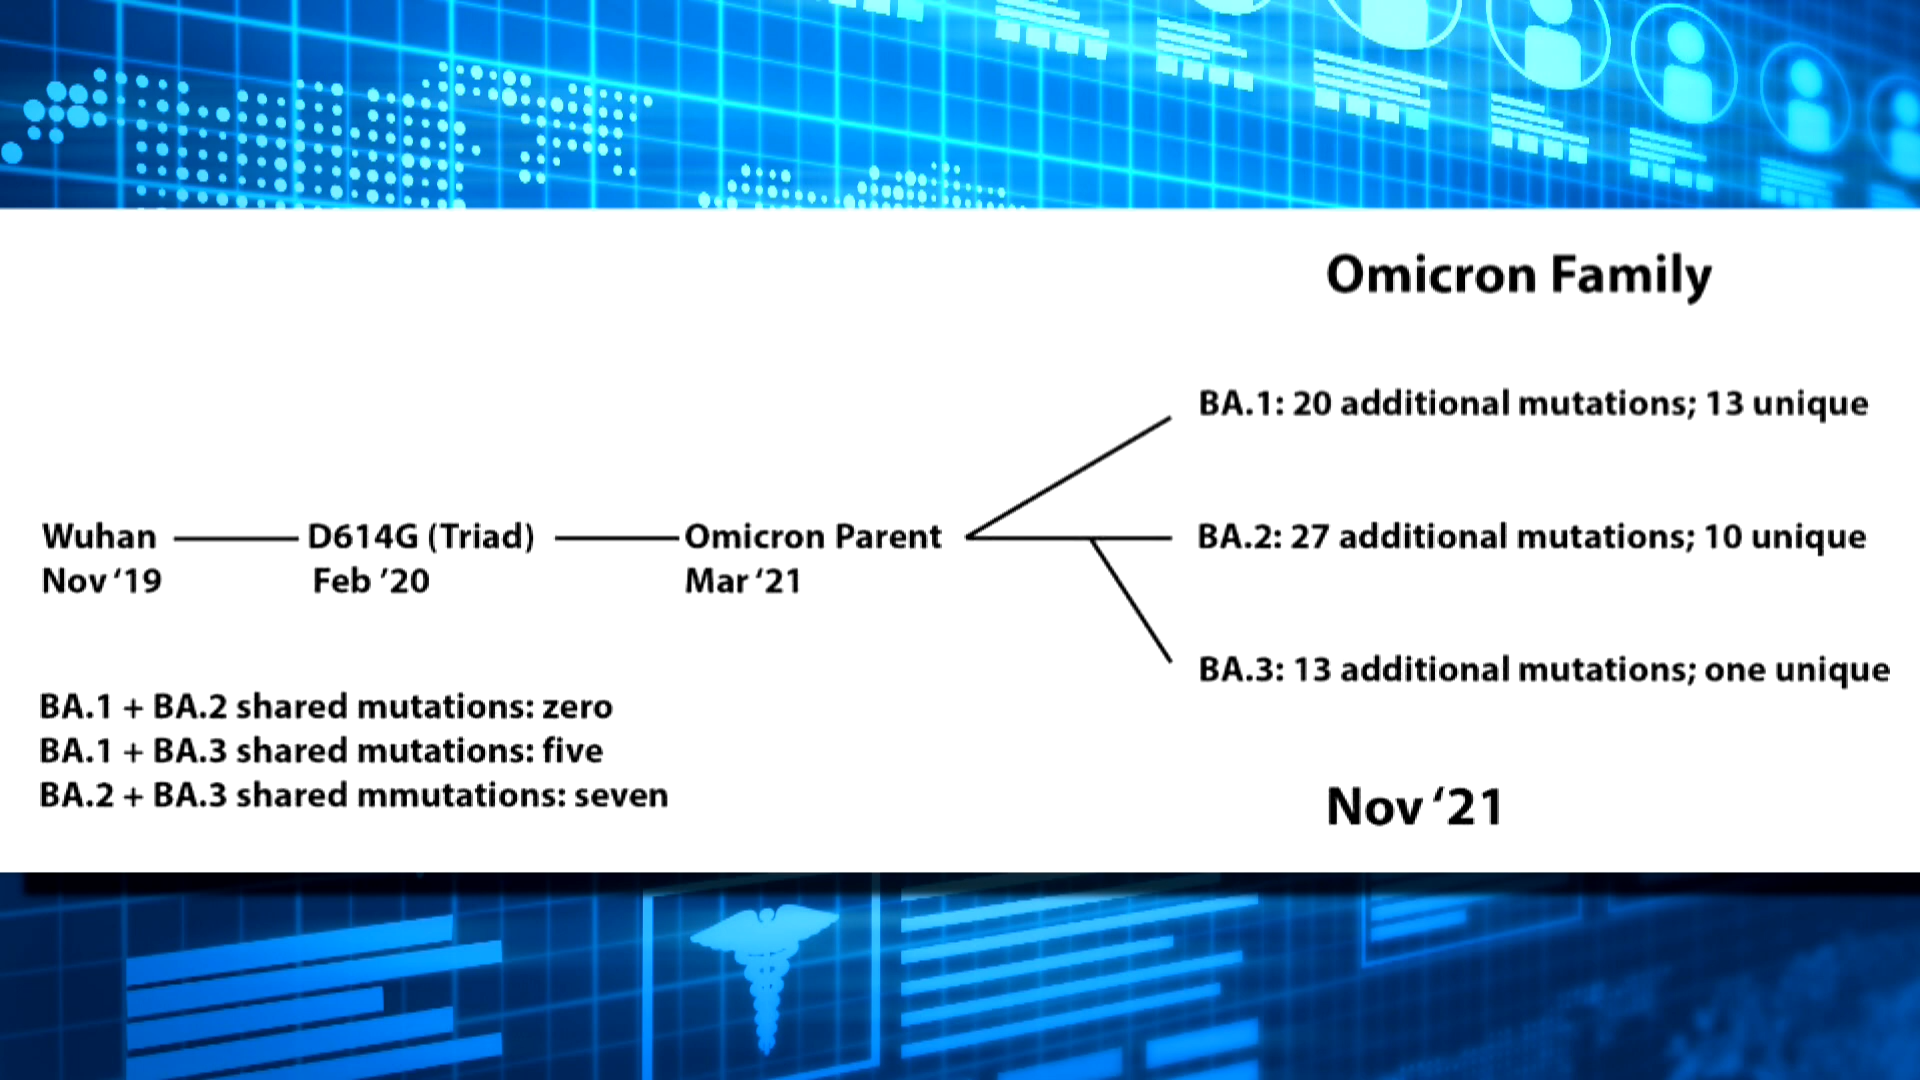 Omicron Family
BA.1: 20 additional mutations; 13 unique
Wuhan
Nov ‘19
D614G (Triad)
Feb ’20
Omicron Parent
Mar ‘21
BA.2: 27 additional mutations; 10 unique
BA.3: 13 additional mutations; one unique
BA.1 + BA.2 shared mutations: zero
BA.1 + BA.3 shared mutations: five
BA.2 + BA.3 shared mmutations: seven
Nov ‘21